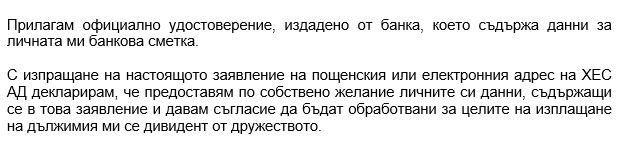 Прилагам официално удостоверение, издадено от банка, което съдържа данни за
личната ми банкова сметка.
С изпращане на настоящото заявление на пощенския или електронния адрес на ХЕС
АД декларирам, че предоставям по собствено желание личните си данни, съдържащи
се в това заявление и давам съгласие да бъдат обработвани за целите на изплащане
на дължимия ми се дивидент от дружеството.